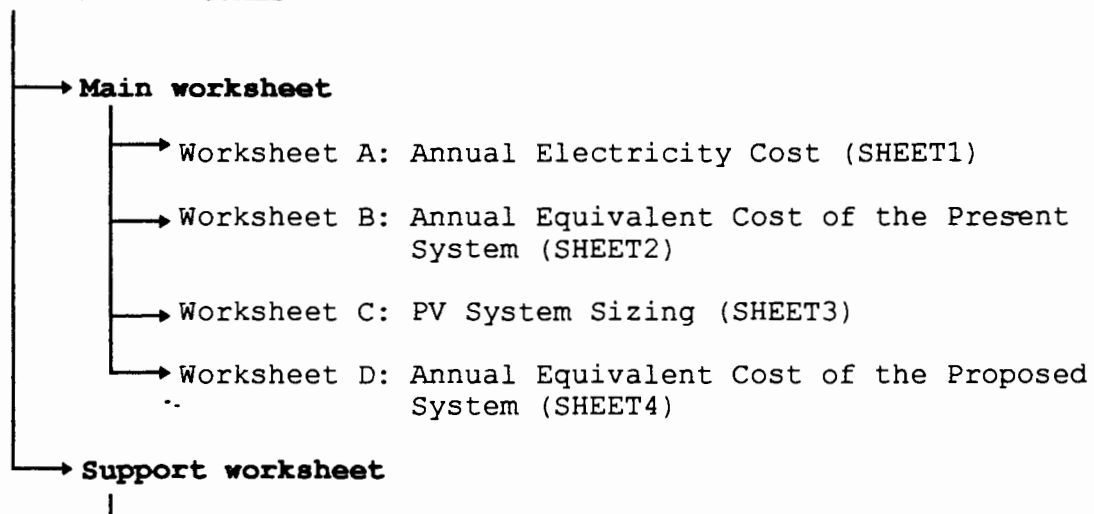 Main worksheet
Worksheet A: Annual Electricity Cost (SHEET1)
Worksheet B: Annual Equivalent Cost of the Present
System (SHEET2)
Worksheet C: PV System Sizing (SHEET3)
Worksheet D: Annual Equivalent Cost of the Proposed
System (SHEET4)
Support worksheet